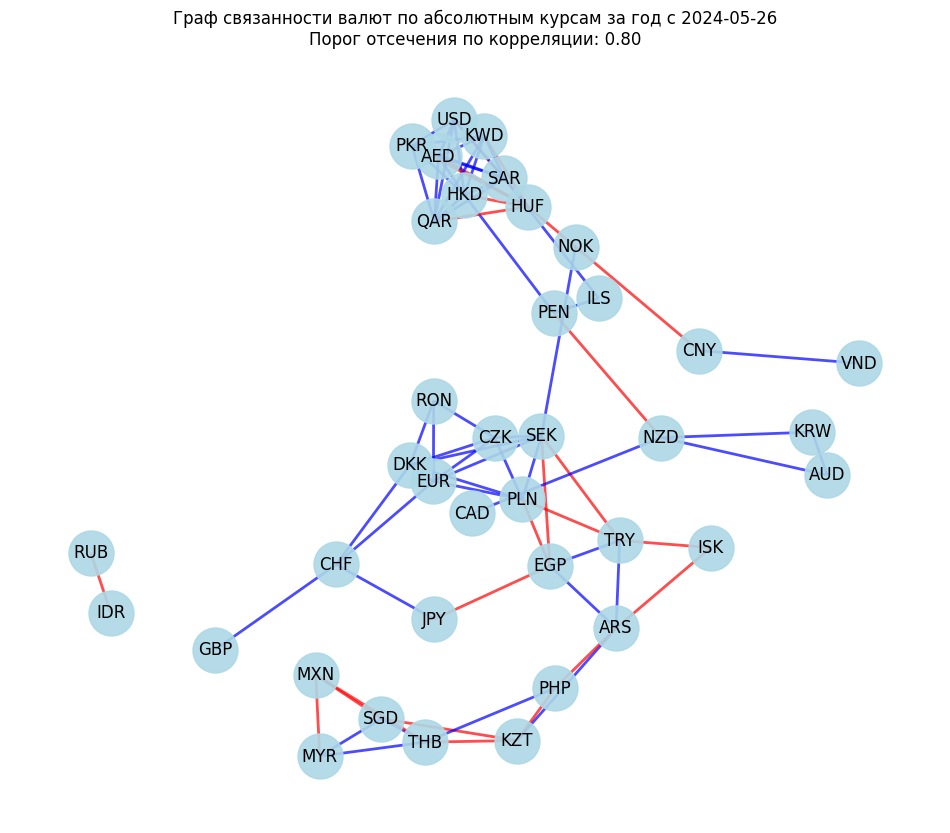 Граф связанности валют по абсолютным курсам за год с 2024-05-26
Порог отсечения по корреляции: 0.80
USD
KWD
PKR
AED
SAR
HKD
HUF
QAR
NOK
ILS
PEN
CNY
VND
RON
CZK
SEK
NZD
KRW
DKK
EUR
AUD
PLN
CAD
TRY
ISK
RUB
CHF
EGP
IDR
JPY
ARS
GBP
MXN
PHP
SGD
THB
KZT
MYR